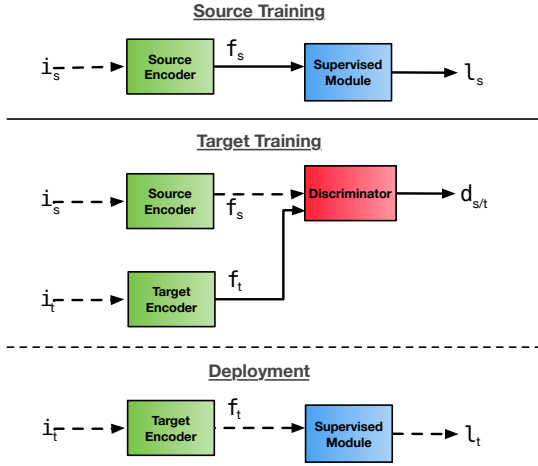 Source Training
i_s
Source
Encoder
f_s
Supervised
Module
l_s
Target Training
i_s
Source
Encoder
f_s
Discriminator
d_s/t
i_t
Target
Encoder
f_t
Deployment
i_t
Target
Encoder
f_t
Supervised
Module
l_t